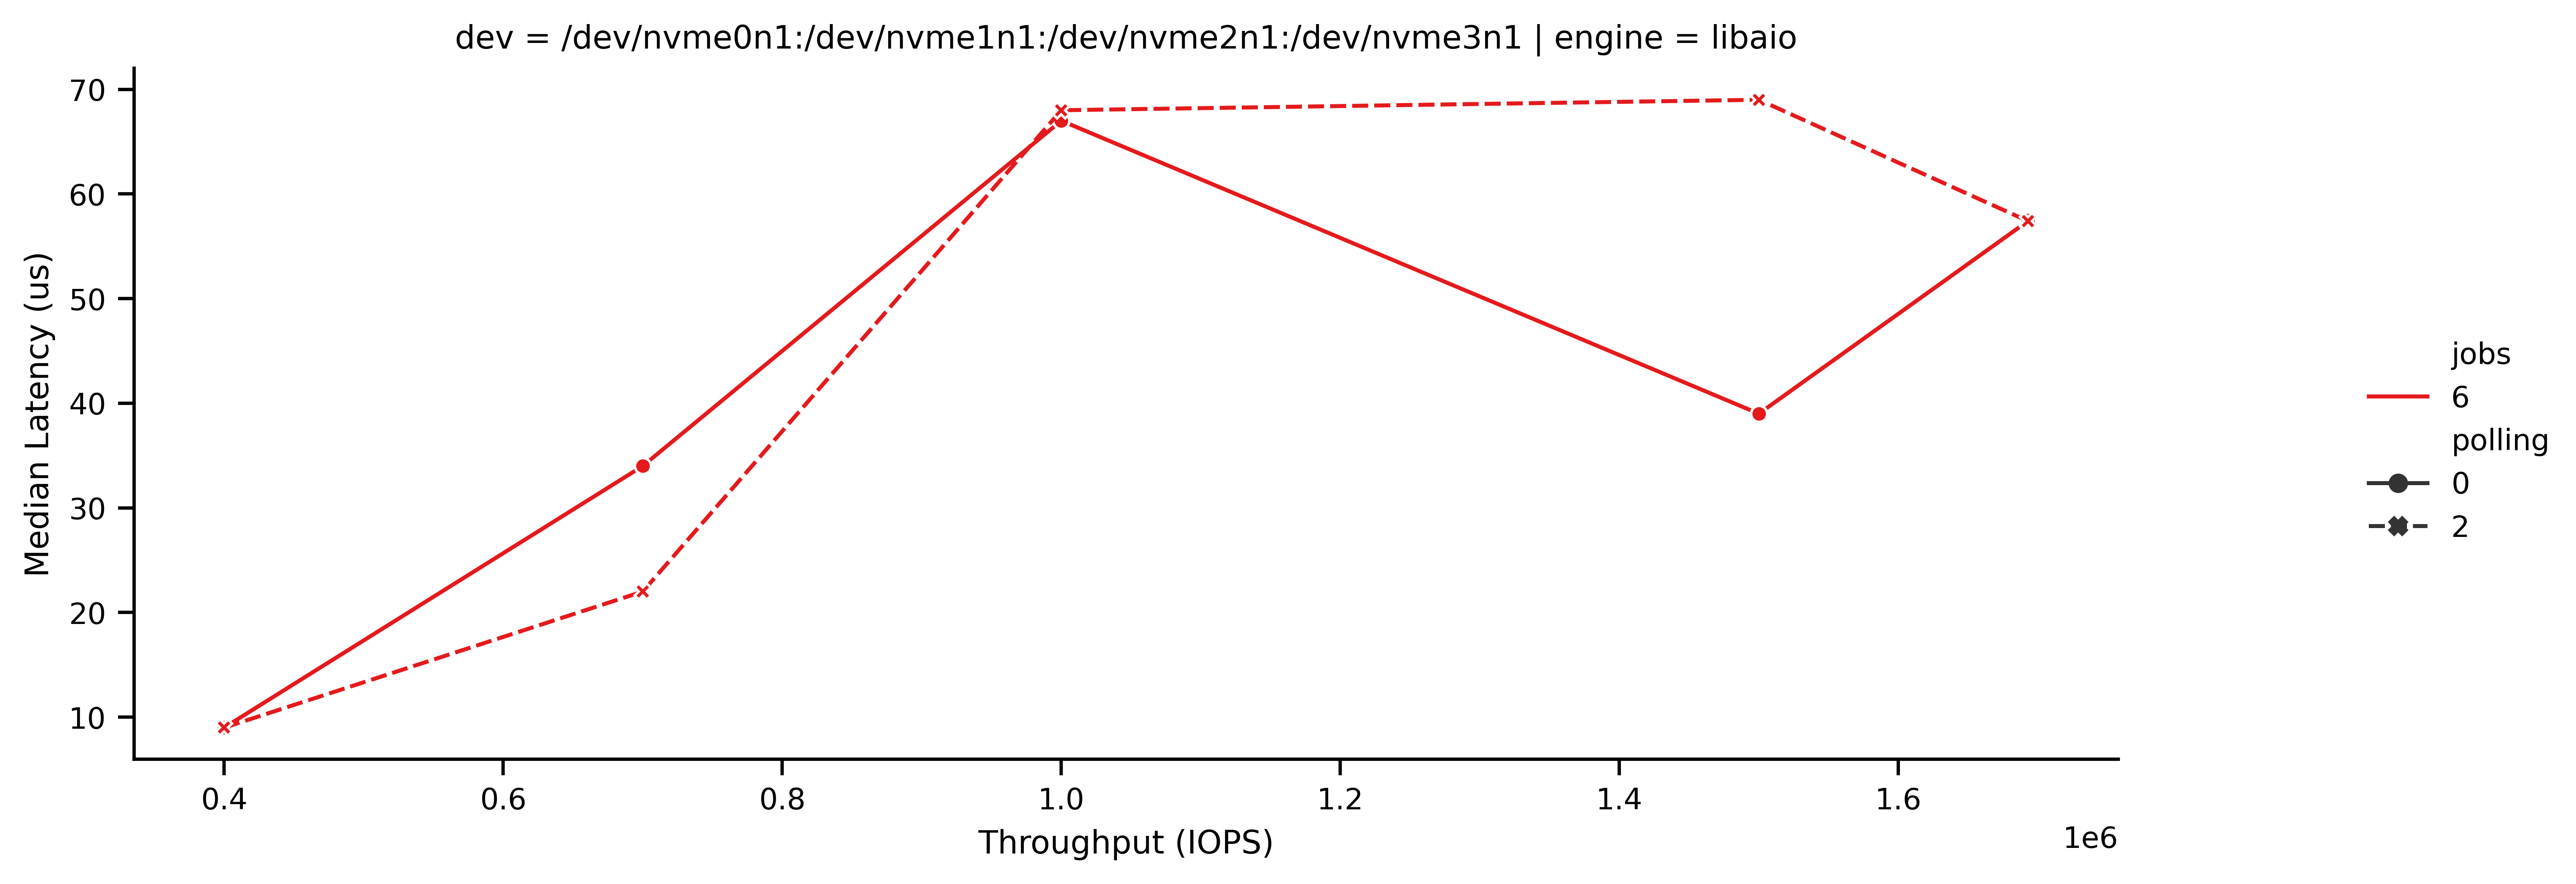 dev = /dev/nvme0n1:/dev/nvme1n1:/dev/nvme2n1:/dev/nvme3n1 | engine = libaio
Median Latency (us)
70
60
50
40
30
20
10
0.4 0.6 0.8 1.0 1.2 1.4 1.6
1e6
Throughput (IOPS)
jobs
6
polling
0
2